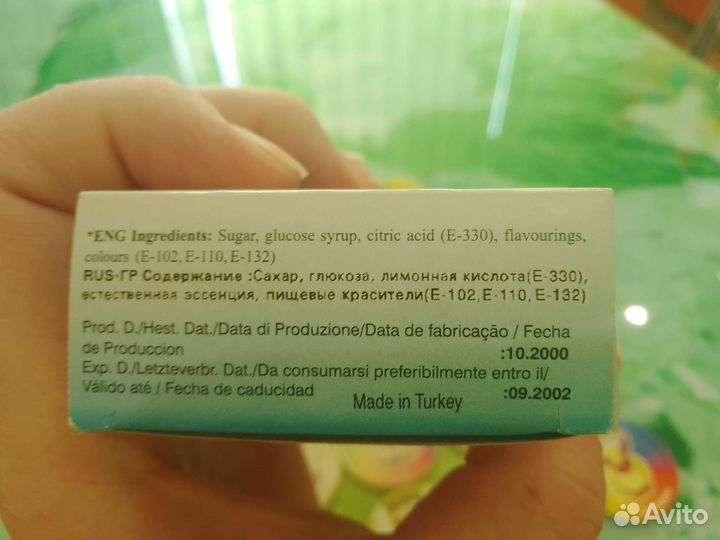 *ENG Ingredients: Sugar, glucose syrup, citric acid (E-330), flavourings,
colours (E-102, E-110, E-132)
RUS-ГР Содержание :Сахар, глюкоза, лимонная кислота(Е-330),
естественная эссенция, пищевые красители(Е-102,Е-110, Е-132)
Prod. D./Hest. Dat./Data di Produzione/Data de fabricação / Fecha
de Produccion :10.2000
Exp. D./Letzteverbr. Dat./Da consumarsi preferibilmente entro il/
Válido até / Fecha de caducidad :09.2002
Made in Turkey
Avito